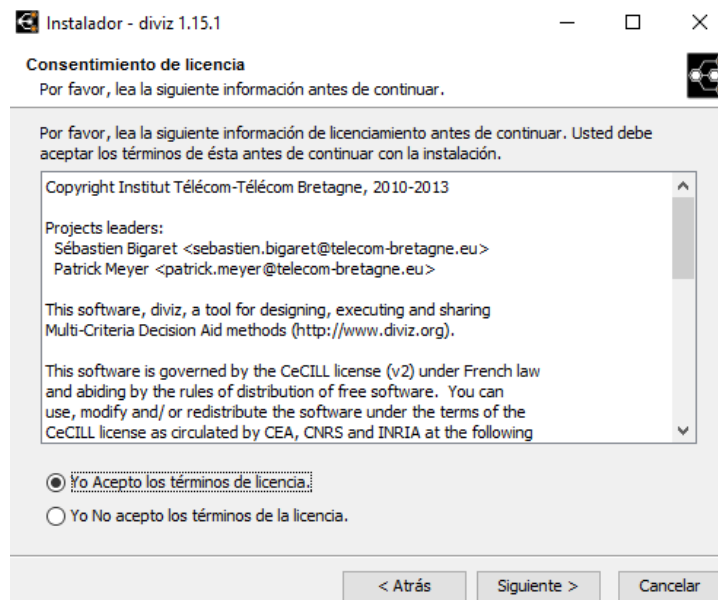 Instalador - diviz 1.15.1
Consentimiento de licencia
Por favor, lea la siguiente información antes de continuar.
Por favor, lea la siguiente información de licenciamiento antes de continuar. Usted debe
aceptar los términos de ésta antes de continuar con la instalación.
Copyright Institut Télécom-Télécom Bretagne, 2010-2013
Projects leaders:
Sébastien Bigaret <sebastien.bigaret@telecom-bretagne.eu>
Patrick Meyer <patrick.meyer@telecom-bretagne.eu>
This software, diviz, a tool for designing, executing and sharing
Multi-Criteria Decision Aid methods (http://www.diviz.org).
This software is governed by the CeCILL license (v2) under French law
and abiding by the rules of distribution of free software.  You can
use, modify and/ or redistribute the software under the terms of the
CeCILL license as circulated by CEA, CNRS and INRIA at the following
Yo Acepto los términos de licencia.
Yo No acepto los términos de la licencia.
< Atrás
Siguiente >
Cancelar